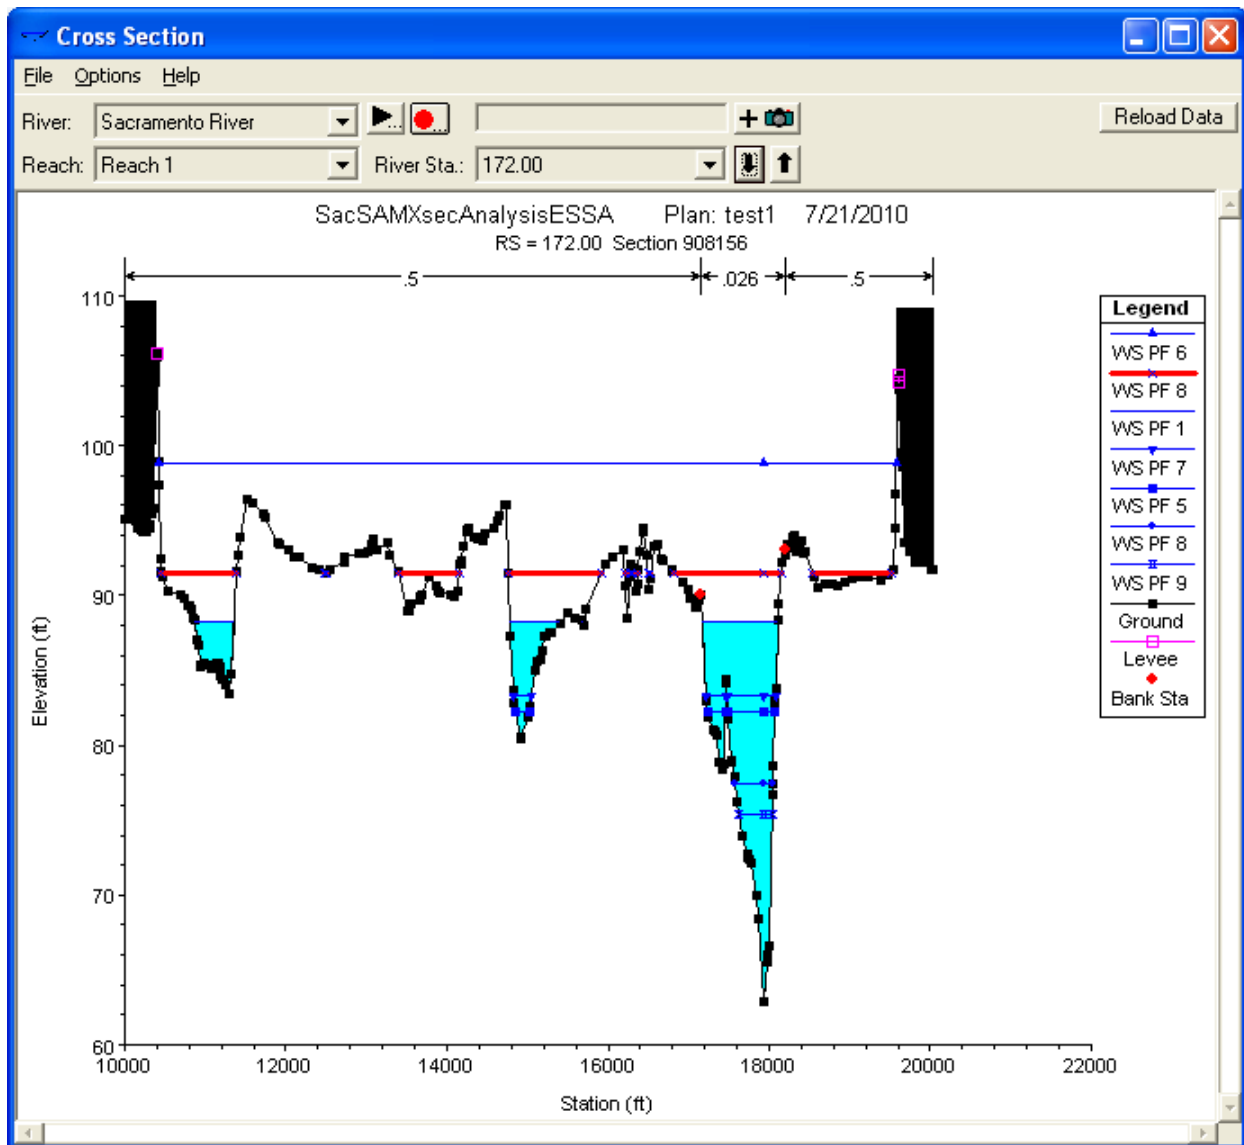 Cross Section
File Options Help
River: Sacramento River ... ... + Reload Data
Reach: Reach 1 River Sta.: 172.00
SacSAMXsecAnalysisESSA Plan: test1 7/21/2010
RS = 172.00 Section 908156
.5 .026 .5
110
100
90
80
70
60
Elevation (ft)
10000 12000 14000 16000 18000 20000 22000
Station (ft)
Legend
WS PF 6
WS PF 8
WS PF 1
WS PF 7
WS PF 5
WS PF 8
WS PF 9
Ground
Levee
Bank Sta